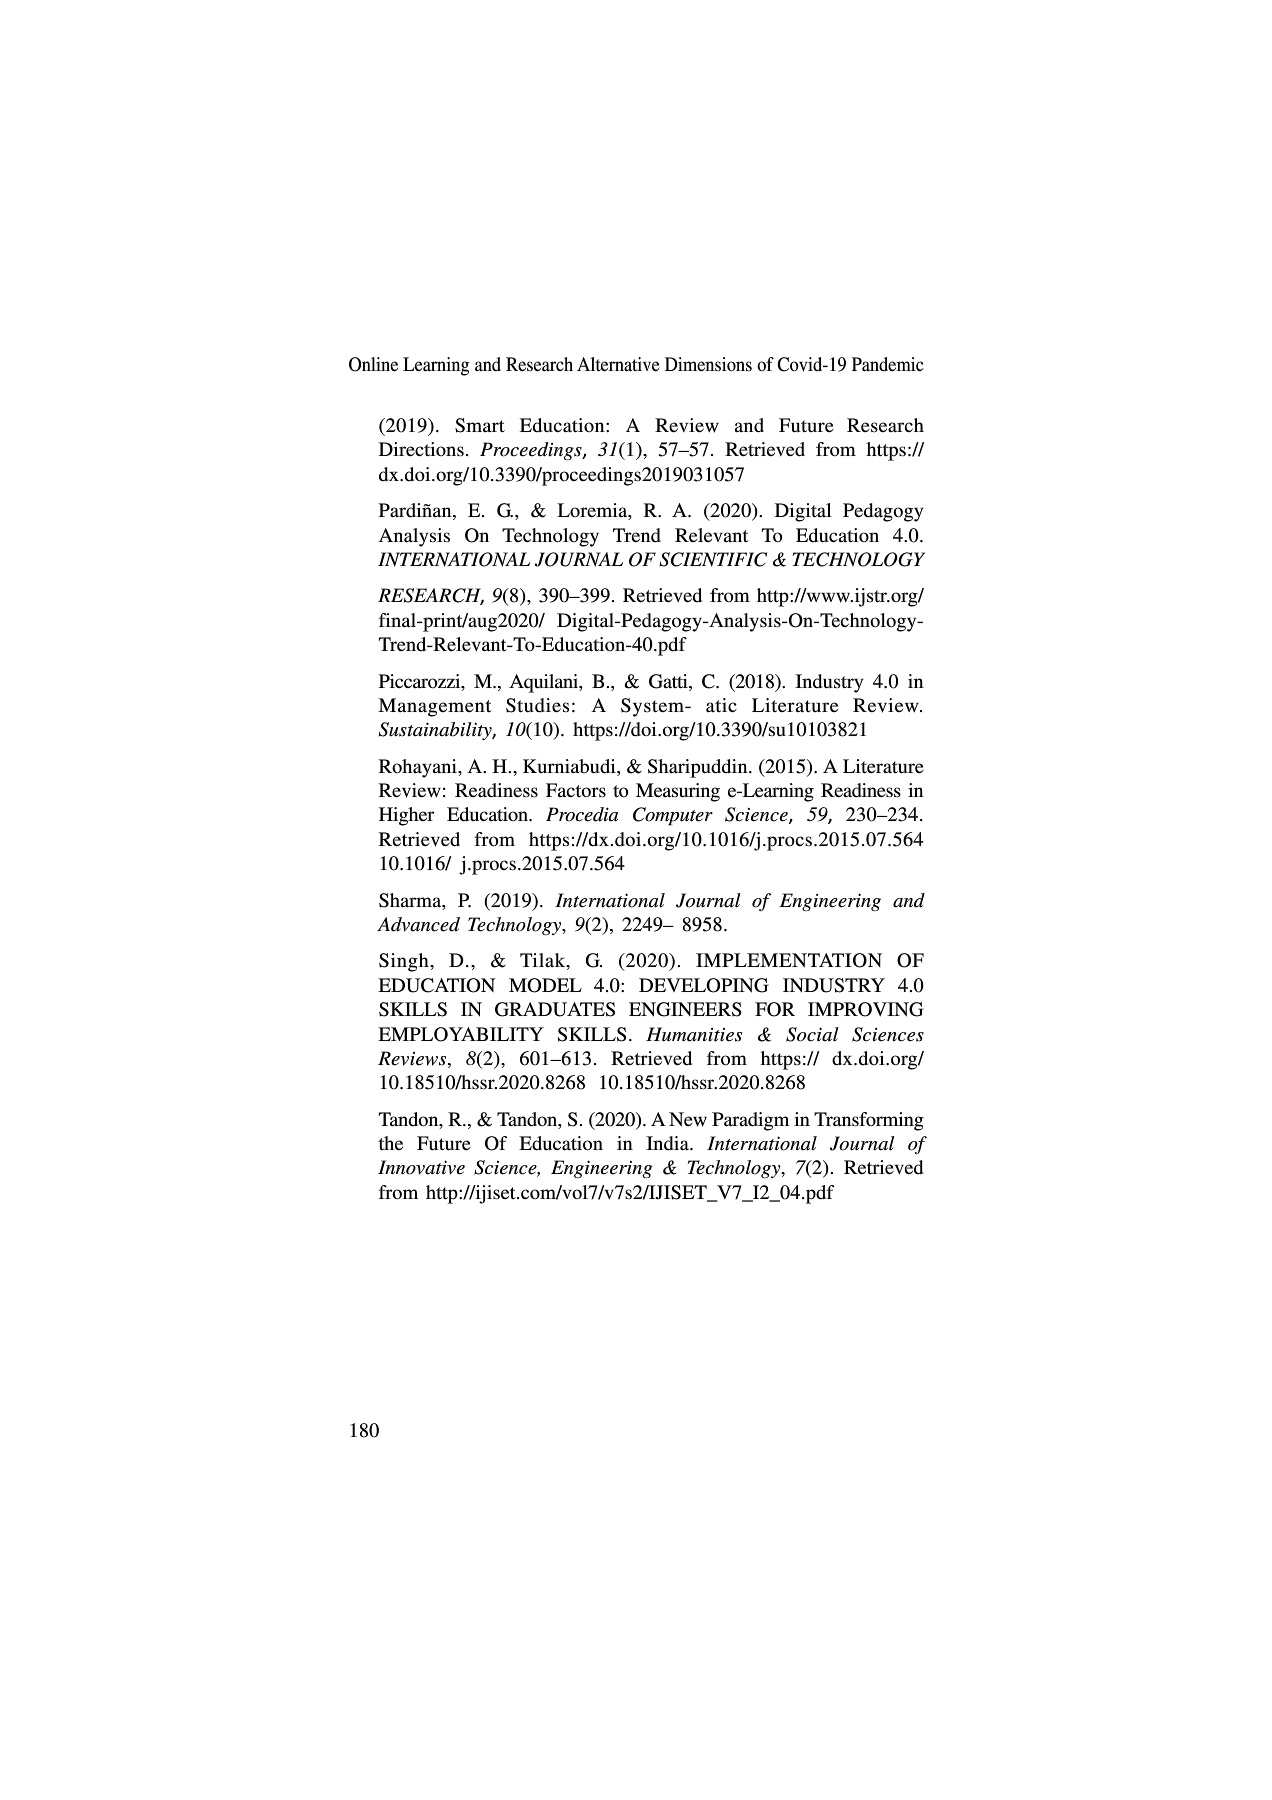 Online Learning and Research Alternative Dimensions of Covid-19 Pandemic
(2019). Smart Education: A Review and Future Research
Directions. Proceedings, 31(1), 57–57. Retrieved from https://
dx.doi.org/10.3390/proceedings2019031057
Pardiñan, E. G., & Loremia, R. A. (2020). Digital Pedagogy
Analysis On Technology Trend Relevant To Education 4.0.
INTERNATIONAL JOURNAL OF SCIENTIFIC & TECHNOLOGY
RESEARCH, 9(8), 390–399. Retrieved from http://www.ijstr.org/
final-print/aug2020/ Digital-Pedagogy-Analysis-On-Technology-
Trend-Relevant-To-Education-40.pdf
Piccarozzi, M., Aquilani, B., & Gatti, C. (2018). Industry 4.0 in
Management Studies: A System- atic Literature Review.
Sustainability, 10(10). https://doi.org/10.3390/su10103821
Rohayani, A. H., Kurniabudi, & Sharipuddin. (2015). A Literature
Review: Readiness Factors to Measuring e-Learning Readiness in
Higher Education. Procedia Computer Science, 59, 230–234.
Retrieved from https://dx.doi.org/10.1016/j.procs.2015.07.564
10.1016/ j.procs.2015.07.564
Sharma, P. (2019). International Journal of Engineering and
Advanced Technology, 9(2), 2249– 8958.
Singh, D., & Tilak, G. (2020). IMPLEMENTATION OF
EDUCATION MODEL 4.0: DEVELOPING INDUSTRY 4.0
SKILLS IN GRADUATES ENGINEERS FOR IMPROVING
EMPLOYABILITY SKILLS. Humanities & Social Sciences
Reviews, 8(2), 601–613. Retrieved from https:// dx.doi.org/
10.18510/hssr.2020.8268 10.18510/hssr.2020.8268
Tandon, R., & Tandon, S. (2020). A New Paradigm in Transforming
the Future Of Education in India. International Journal of
Innovative Science, Engineering & Technology, 7(2). Retrieved
from http://ijiset.com/vol7/v7s2/IJISET_V7_I2_04.pdf
180